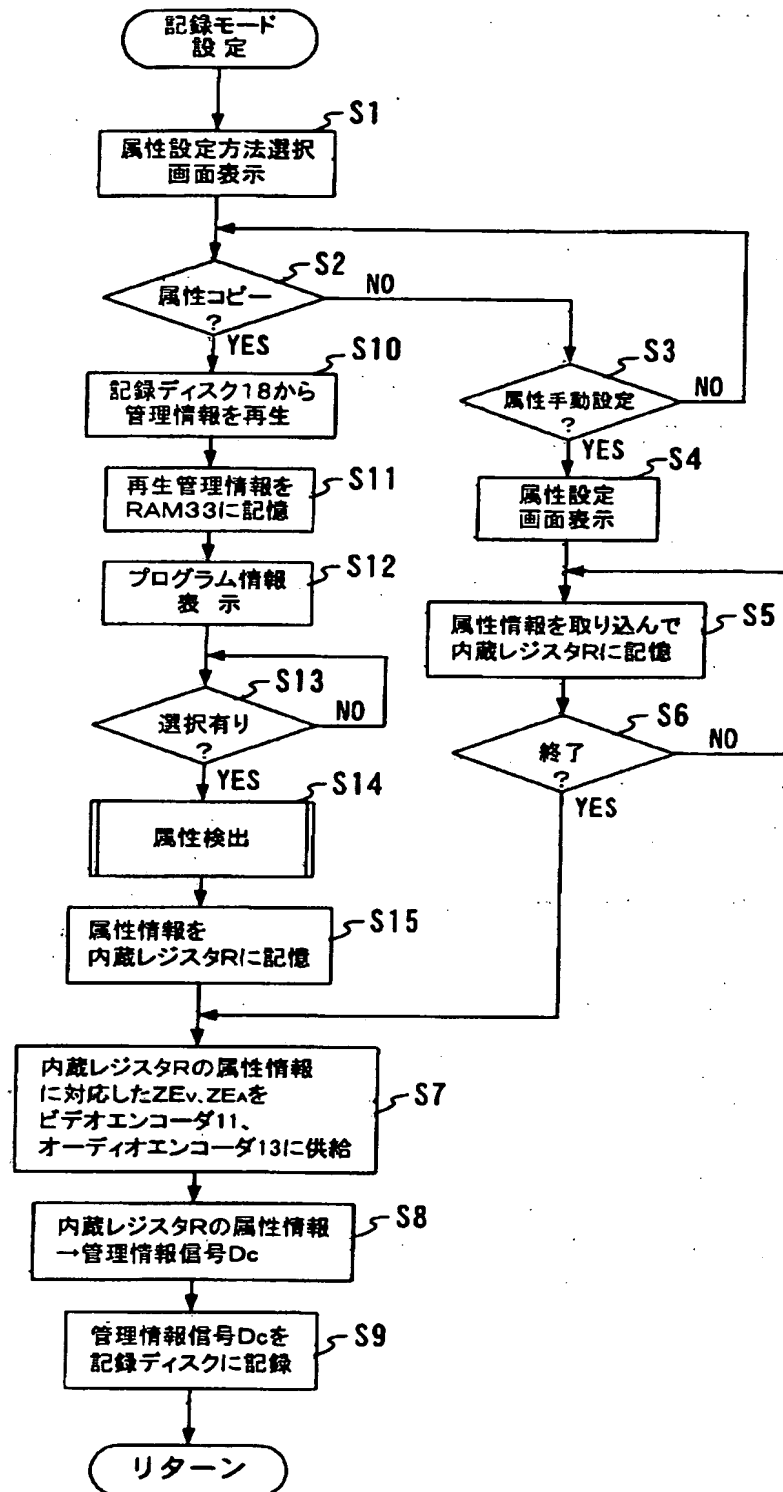 記録モード
設 定
S1
属性設定方法選択
画面表示
S2
属性コピー
?
NO
YES
S3
属性手動設定
?
NO
YES
S10
記録ディスク18から
管理情報を再生
S4
属性設定
画面表示
S11
再生管理情報を
RAM33に記憶
S12
プログラム情報
表 示
S5
属性情報を取り込んで
内蔵レジスタRに記憶
S13
選択有り
?
NO
YES
S6
終了
?
NO
YES
S14
属性検出
S15
属性情報を
内蔵レジスタRに記憶
S7
内蔵レジスタRの属性情報
に対応したZEV、ZEAを
ビデオエンコーダ11、
オーディオエンコーダ13に供給
S8
内蔵レジスタRの属性情報
→管理情報信号Dc
S9
管理情報信号Dcを
記録ディスクに記録
リターン